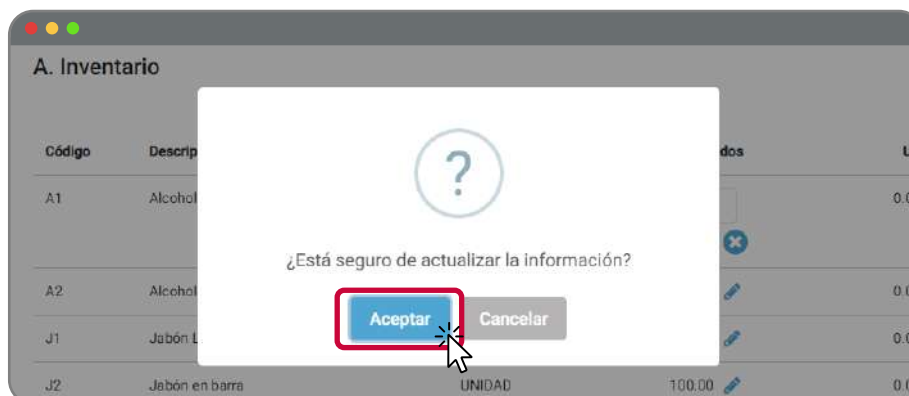 A. Inventario
Código Descrip dos U
A1 Alcohol 0.0
?
¿Está seguro de actualizar la información?
A2 Alcohol 0.0
Aceptar Cancelar
J1 Jabón L 0.0
J2 Jabón en barra UNIDAD 100.00 0.0